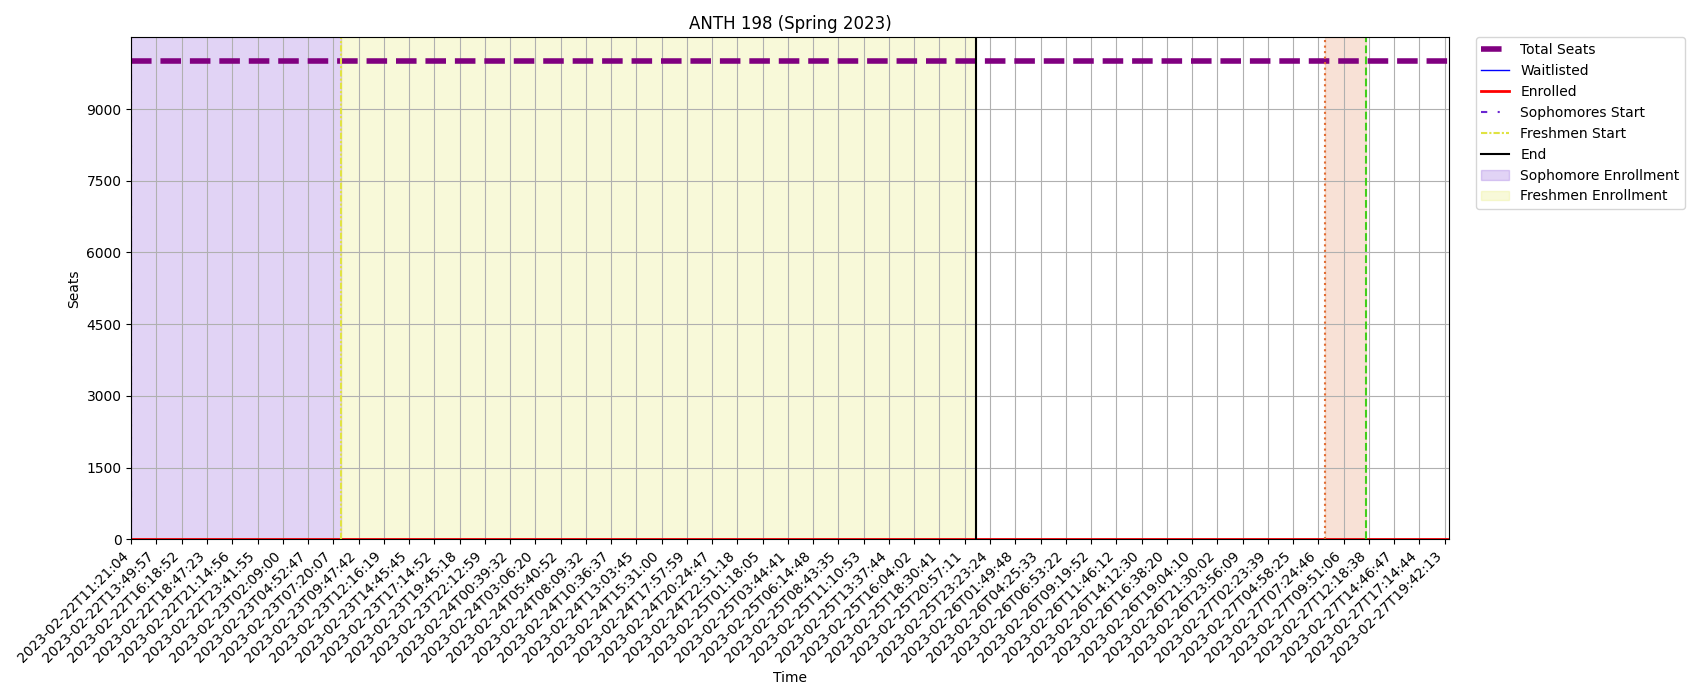 ANTH 198 (Spring 2023)
Total Seats
Waitlisted
Enrolled
Sophomores Start
Freshmen Start
End
Sophomore Enrollment
Freshmen Enrollment
Seats
9000
7500
6000
4500
3000
1500
0
2023-02-22T11:21:04
2023-02-22T13:49:57
2023-02-22T16:18:52
2023-02-22T18:47:23
2023-02-22T21:14:56
2023-02-22T23:41:55
2023-02-23T02:09:00
2023-02-23T04:52:47
2023-02-23T07:20:07
2023-02-23T09:47:42
2023-02-23T12:16:19
2023-02-23T14:45:45
2023-02-23T17:14:52
2023-02-23T19:45:18
2023-02-23T22:12:59
2023-02-24T00:39:32
2023-02-24T03:06:20
2023-02-24T05:40:52
2023-02-24T08:09:32
2023-02-24T10:36:37
2023-02-24T13:03:45
2023-02-24T15:31:00
2023-02-24T17:57:59
2023-02-24T20:24:47
2023-02-24T22:51:18
2023-02-25T01:18:05
2023-02-25T03:44:41
2023-02-25T06:14:48
2023-02-25T08:43:35
2023-02-25T11:10:53
2023-02-25T13:37:44
2023-02-25T16:04:02
2023-02-25T18:30:41
2023-02-25T20:57:11
2023-02-25T23:23:24
2023-02-26T01:49:48
2023-02-26T04:25:33
2023-02-26T06:53:22
2023-02-26T09:19:52
2023-02-26T11:46:12
2023-02-26T14:12:30
2023-02-26T16:38:20
2023-02-26T19:04:10
2023-02-26T21:30:02
2023-02-26T23:56:09
2023-02-27T02:23:39
2023-02-27T04:58:25
2023-02-27T07:24:46
2023-02-27T09:51:06
2023-02-27T12:18:38
2023-02-27T14:46:47
2023-02-27T17:14:44
2023-02-27T19:42:13
Time